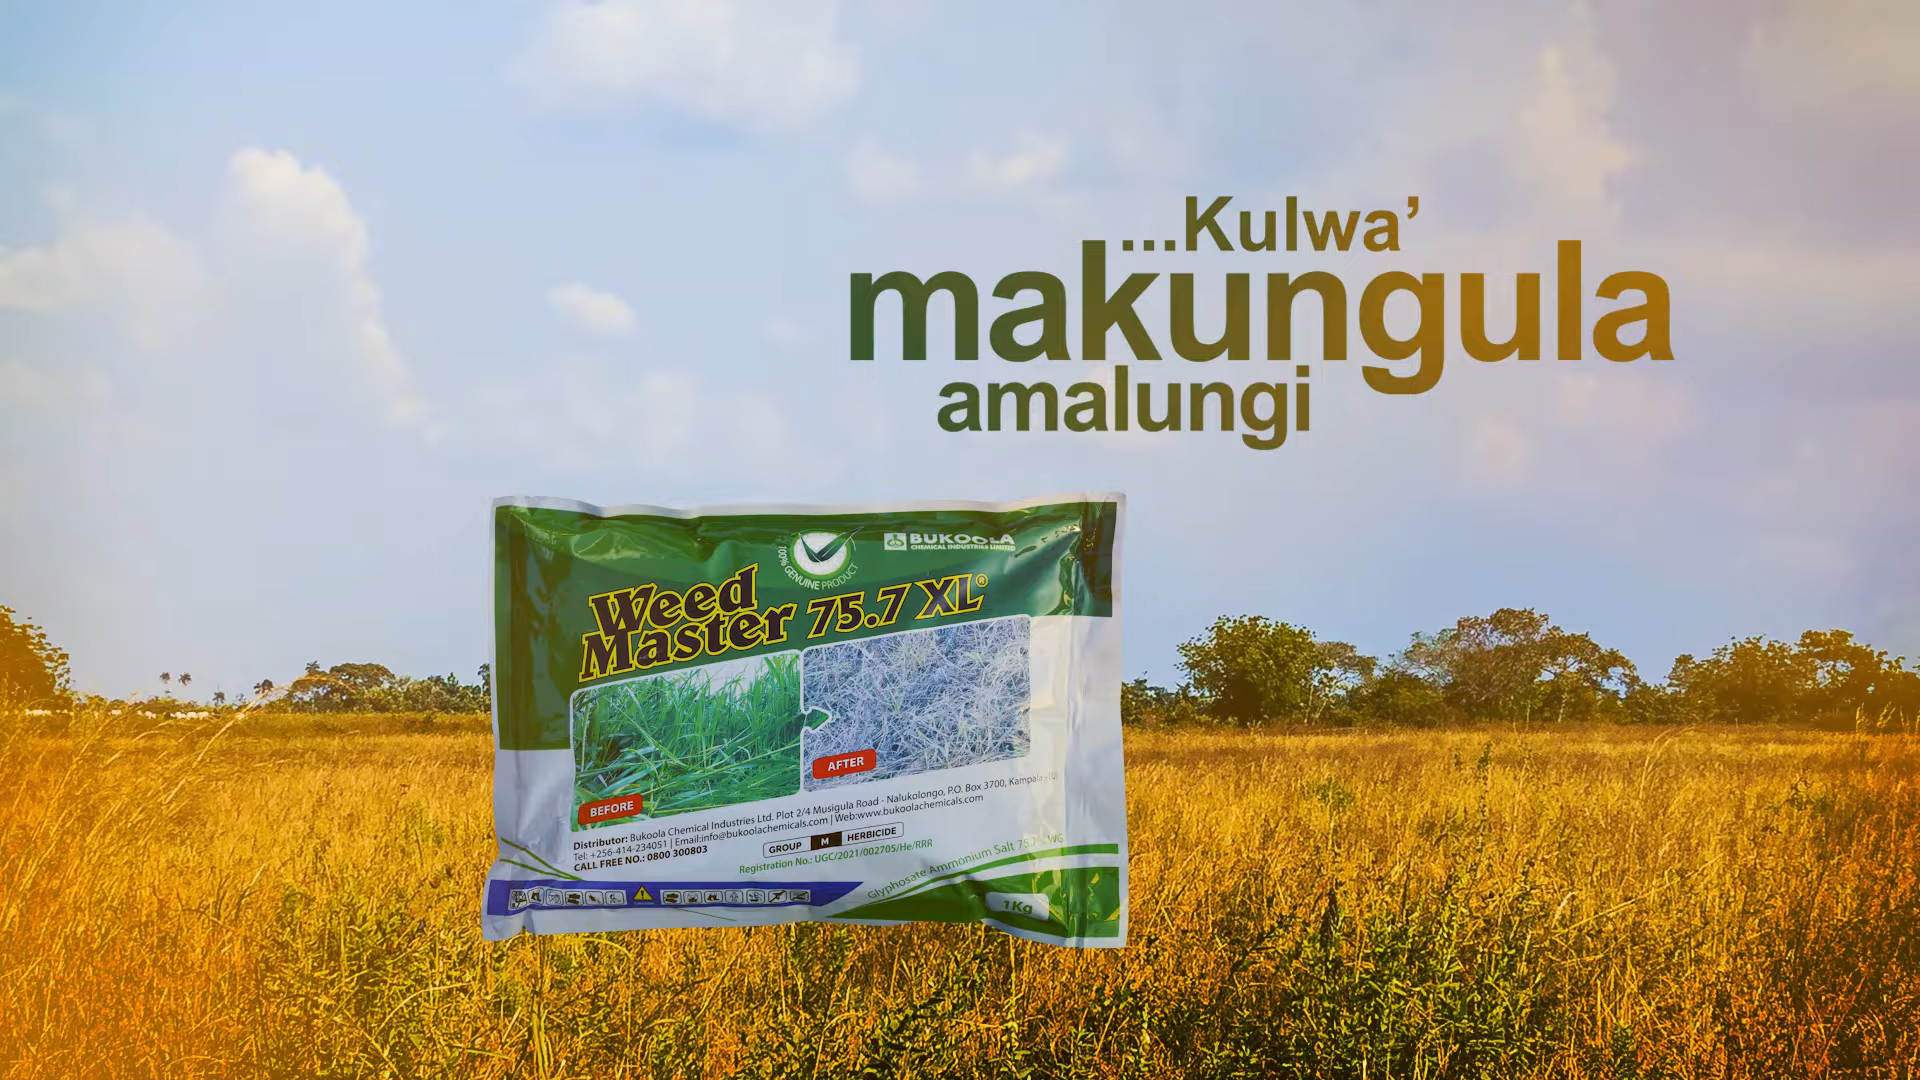 ...Kulwa’
makungula
amalungi
100% GENUINE PRODUCT
BUKOOLA
CHEMICAL INDUSTRIES LIMITED
Weed
Master 75.7 XL®
BEFORE
AFTER
Distributor: Bukoola Chemical Industries Ltd. Plot 2/4 Musigula Road - Nalukolongo, P.O. Box 3700, Kampala - (U)
Tel: +256-414-234051 | Email:info@bukoolachemicals.com | Web:www.bukoolachemicals.com
CALL FREE NO.: 0800 300803
GROUP M HERBICIDE
Registration No.: UGC/2021/002705/He/RRR
Glyphosate Ammonium Salt 75.7% WG
1Kg